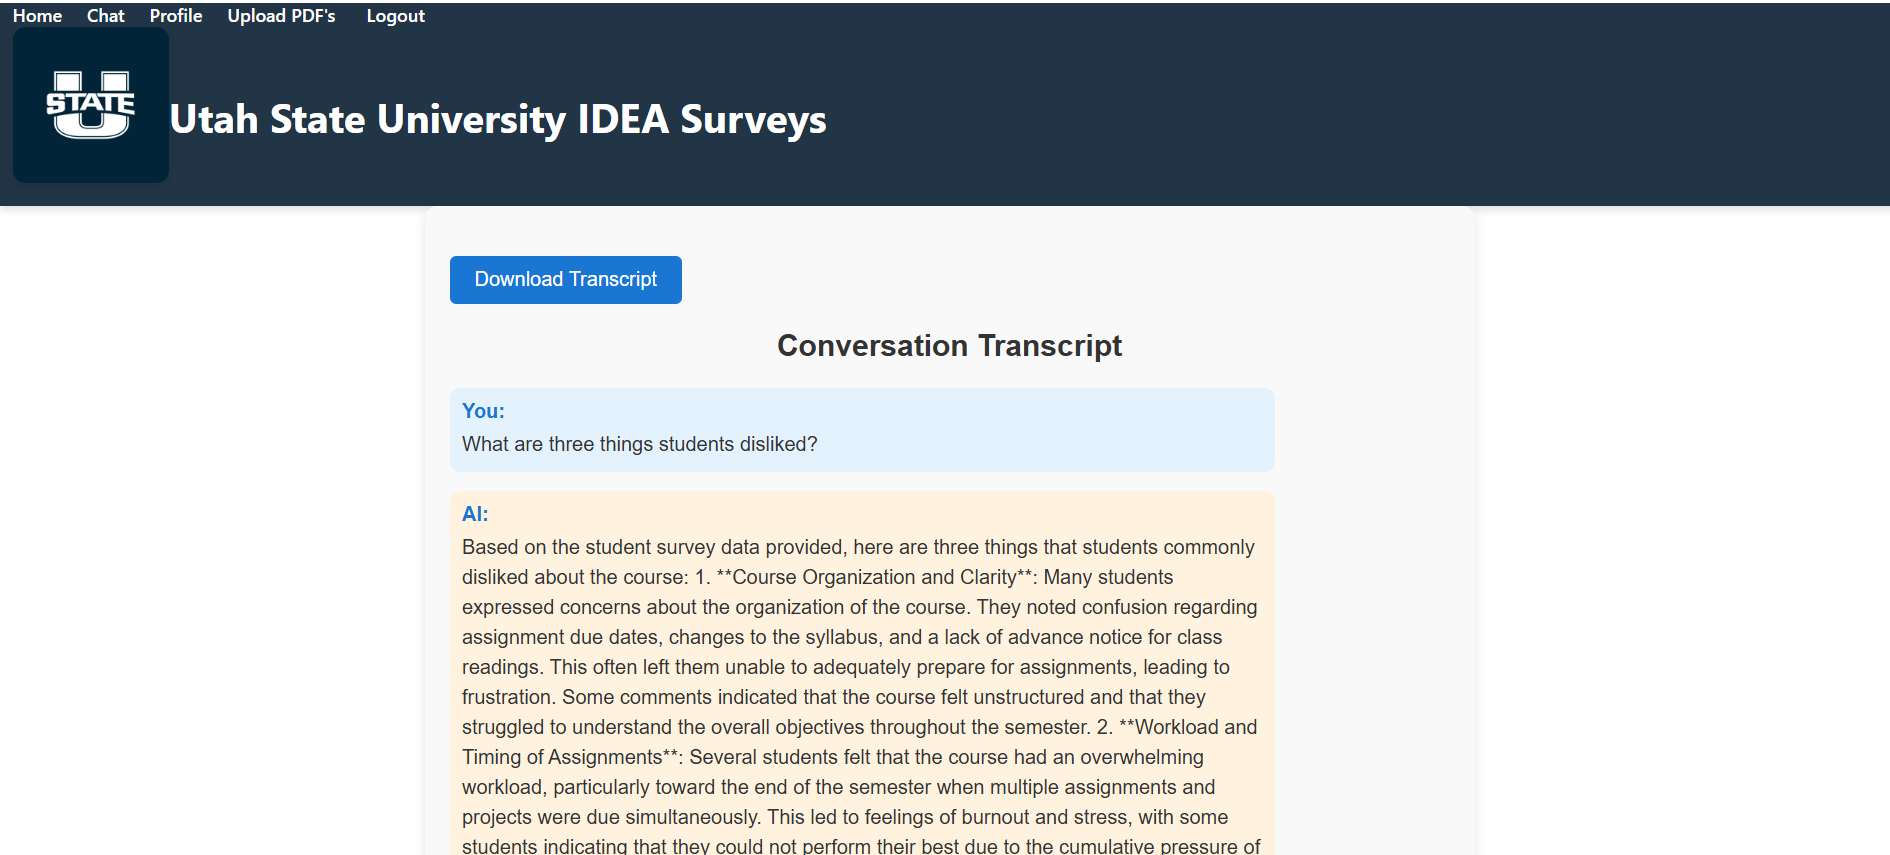 Home Chat Profile Upload PDF's Logout
U STATE
Utah State University IDEA Surveys
Download Transcript
Conversation Transcript
You:
What are three things students disliked?
AI:
Based on the student survey data provided, here are three things that students commonly
disliked about the course: 1. **Course Organization and Clarity**: Many students
expressed concerns about the organization of the course. They noted confusion regarding
assignment due dates, changes to the syllabus, and a lack of advance notice for class
readings. This often left them unable to adequately prepare for assignments, leading to
frustration. Some comments indicated that the course felt unstructured and that they
struggled to understand the overall objectives throughout the semester. 2. **Workload and
Timing of Assignments**: Several students felt that the course had an overwhelming
workload, particularly toward the end of the semester when multiple assignments and
projects were due simultaneously. This led to feelings of burnout and stress, with some
students indicating that they could not perform their best due to the cumulative pressure of